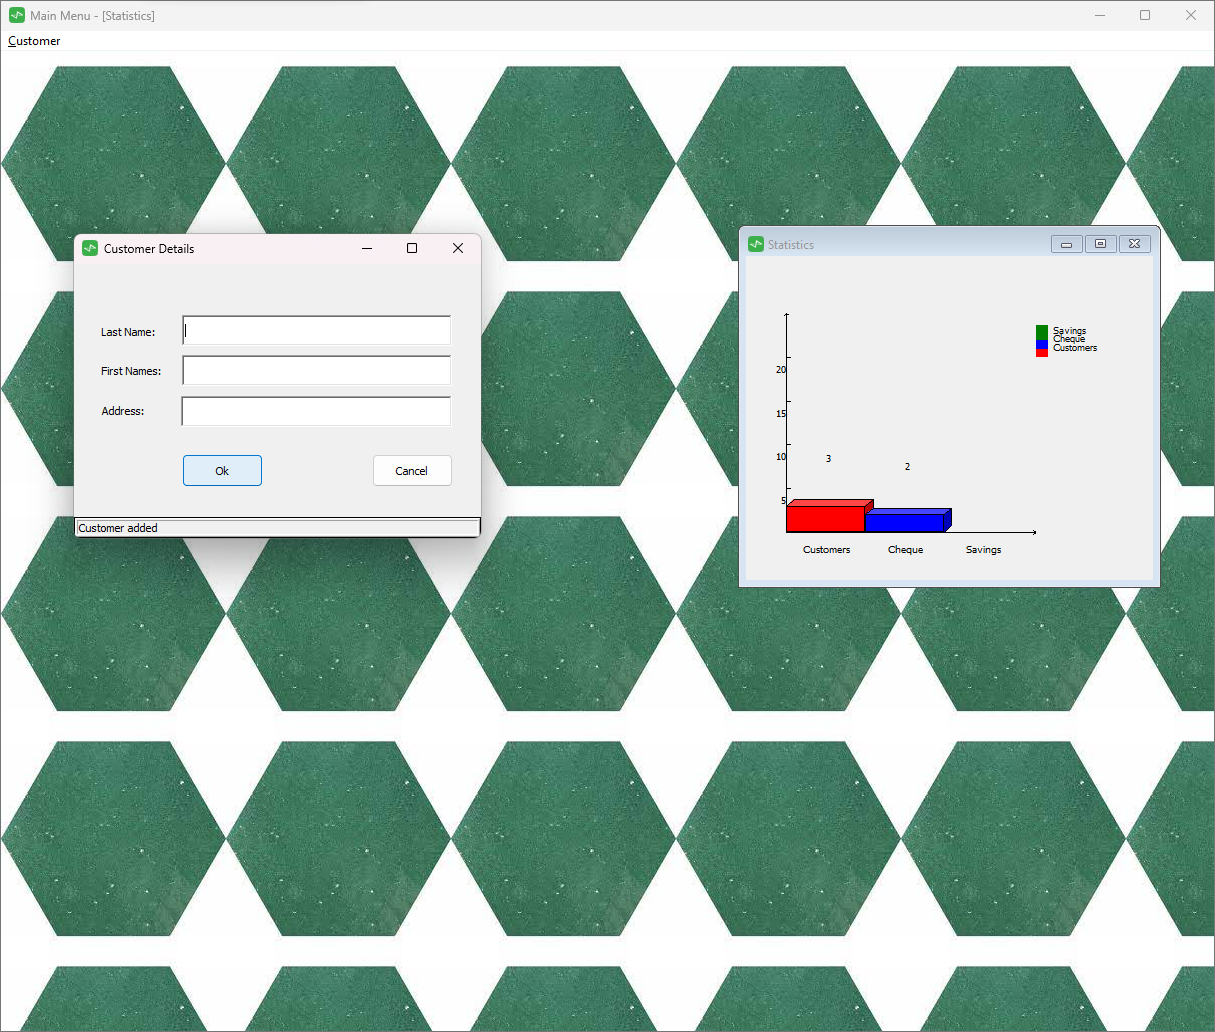 Main Menu - [Statistics]
Customer
Customer Details
Last Name:
First Names:
Address:
Ok
Cancel
Customer added
Statistics
Savings
Cheque
Customers
20
15
10
5
3
2
Customers
Cheque
Savings